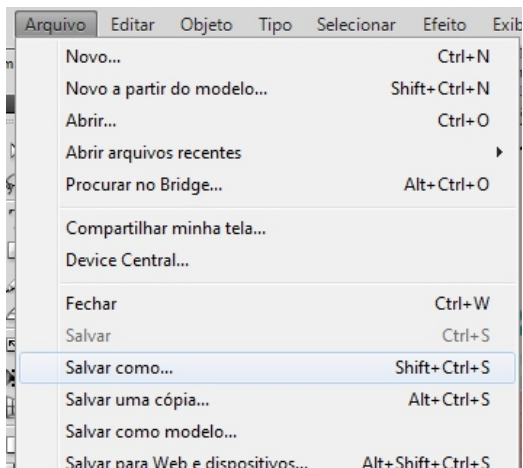 Arquivo Editar Objeto Tipo Selecionar Efeito Exib
Novo... Ctrl+N
Novo a partir do modelo... Shift+Ctrl+N
Abrir... Ctrl+O
Abrir arquivos recentes
Procurar no Bridge... Alt+Ctrl+O
Compartilhar minha tela...
Device Central...
Fechar Ctrl+W
Salvar Ctrl+S
Salvar como... Shift+Ctrl+S
Salvar uma cópia... Alt+Ctrl+S
Salvar como modelo...
Salvar para Web e dispositivos... Alt+Shift+Ctrl+S